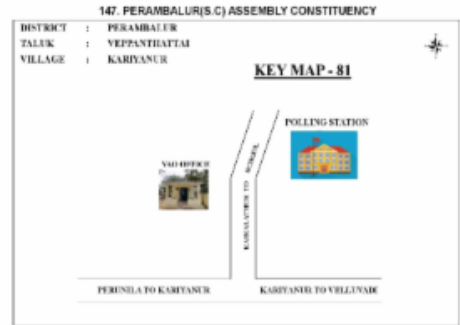 147. PERAMBALUR(S.C) ASSEMBLY CONSTITUENCY
DISTRICT : PERAMBALUR
TALUK : VEPPANTHATTAI
VILLAGE : KARIYANUR
KEY MAP - 81
POLLING STATION
VAO OFFICE
TO SCHOOL
PERUNILA TO KARIYANUR
KARIYANUR TO VELLUVADI